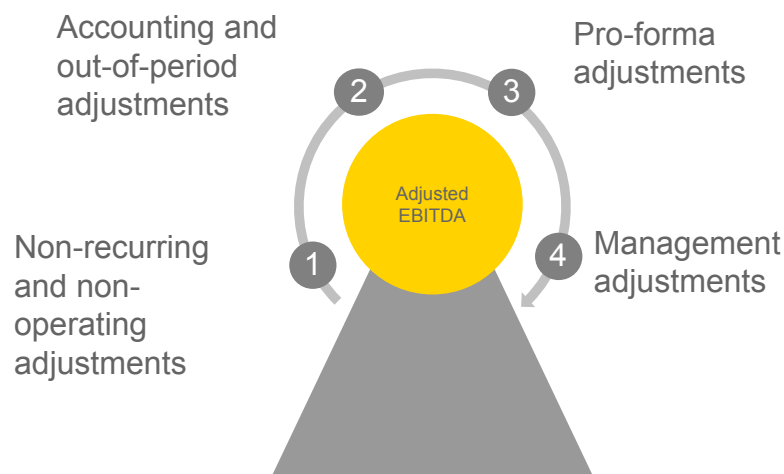 Accounting and
out-of-period
adjustments
Pro-forma
adjustments
2
3
Adjusted
EBITDA
Non-recurring
and non-
operating
adjustments
1
4
Management
adjustments